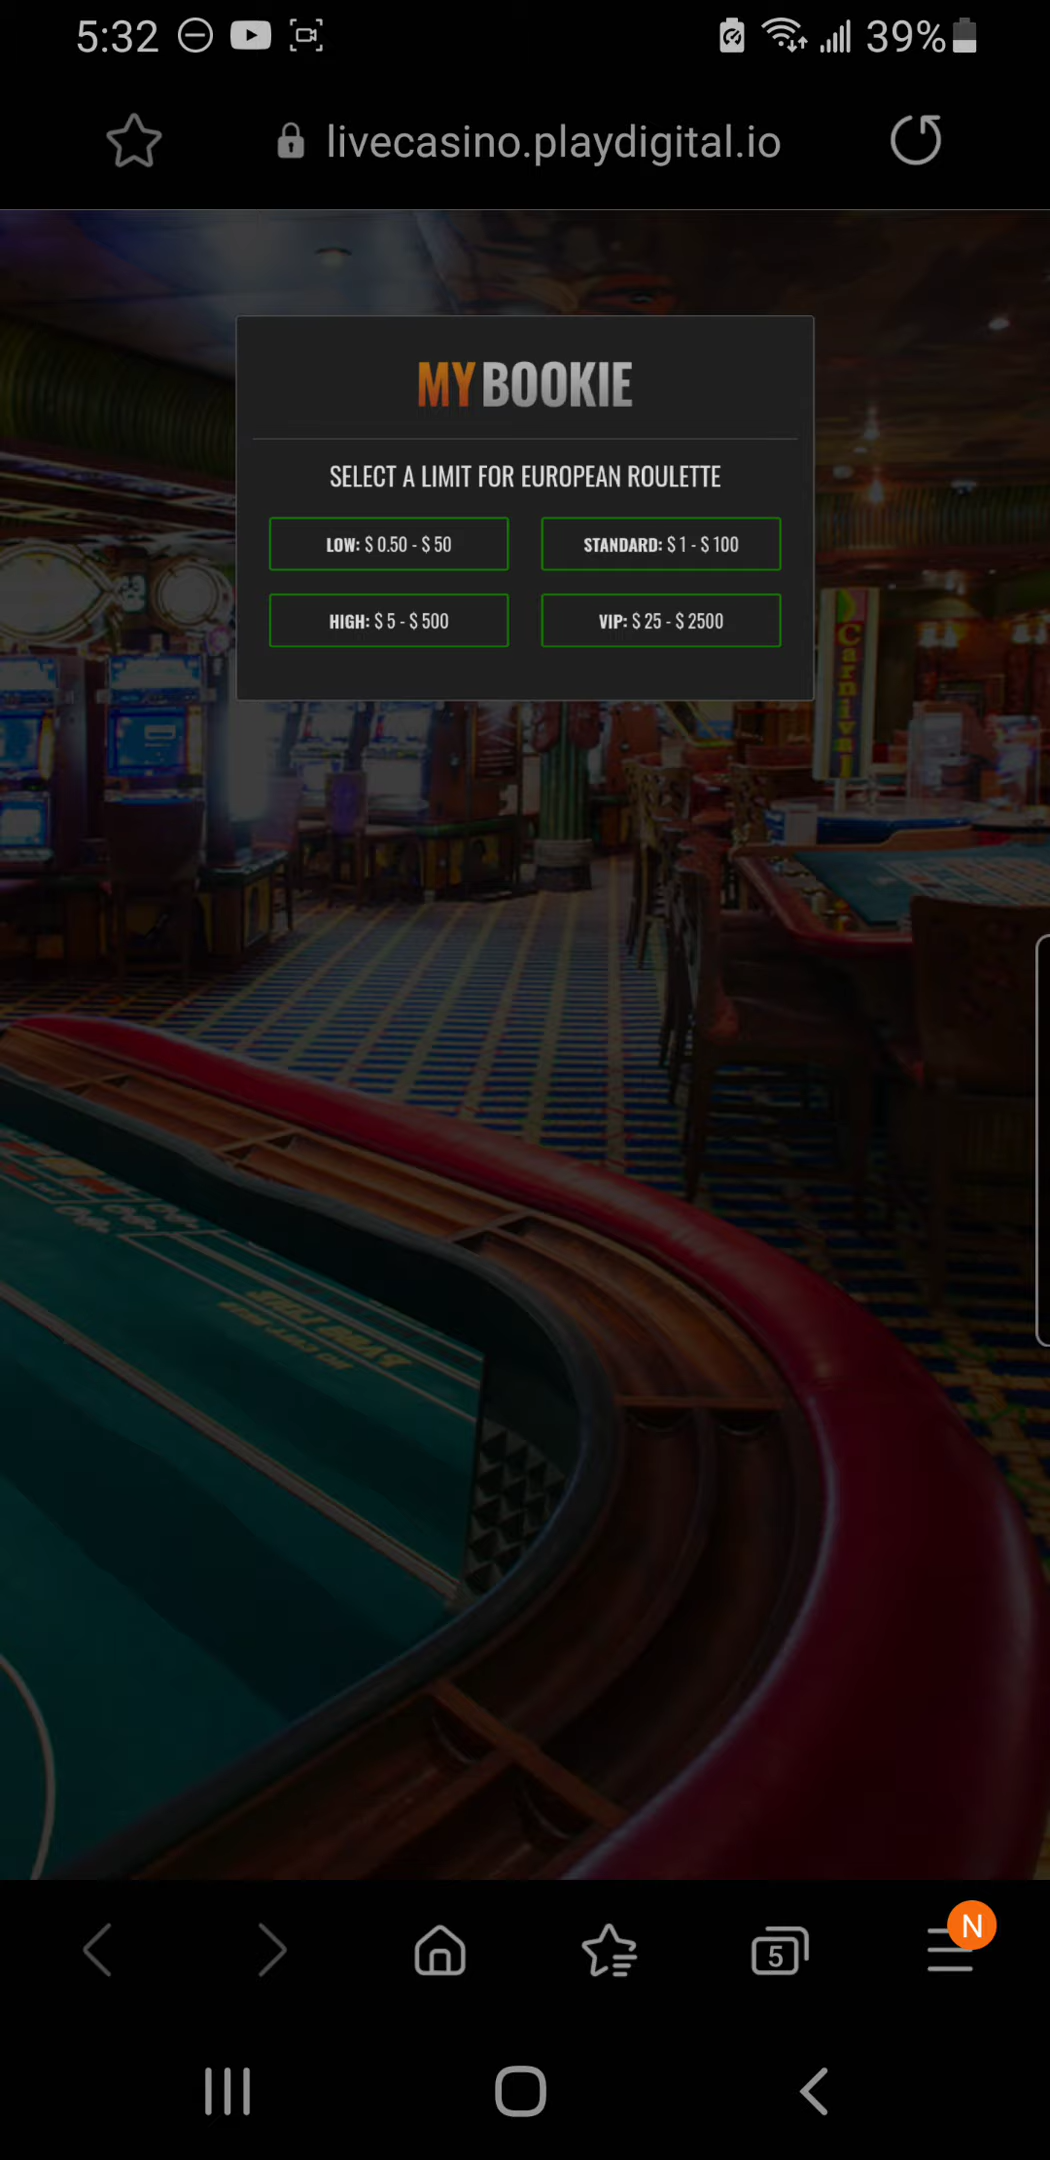 5:32
39%
livecasino.playdigital.io
MY BOOKIE
SELECT A LIMIT FOR EUROPEAN ROULETTE
LOW: $ 0.50 - $ 50
STANDARD: $ 1 - $ 100
HIGH: $ 5 - $ 500
VIP: $ 25 - $ 2500
Carnival
5
N